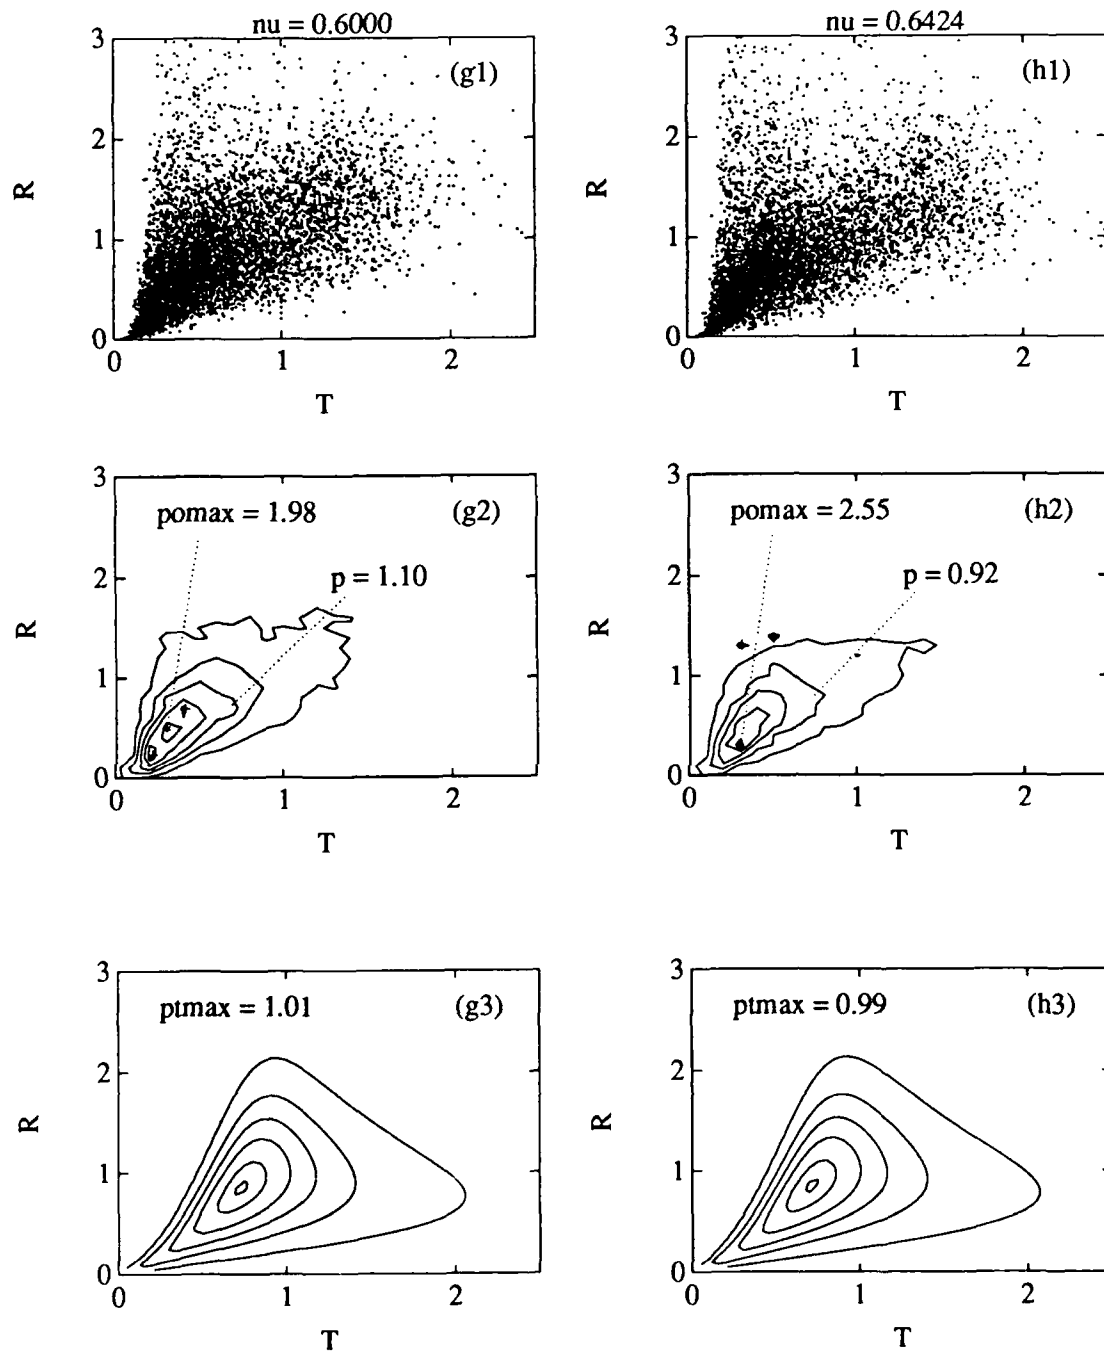 nu = 0.6000
nu = 0.6424
3
(g1)
2
R
1
0
0 1 2
T
3
(h1)
2
R
1
0
0 1 2
T
3
pomax = 1.98
(g2)
2
p = 1.10
R
1
0
0 1 2
T
3
pomax = 2.55
(h2)
2
p = 0.92
R
1
0
0 1 2
T
3
ptmax = 1.01
(g3)
2
R
1
0
0 1 2
T
3
ptmax = 0.99
(h3)
2
R
1
0
0 1 2
T